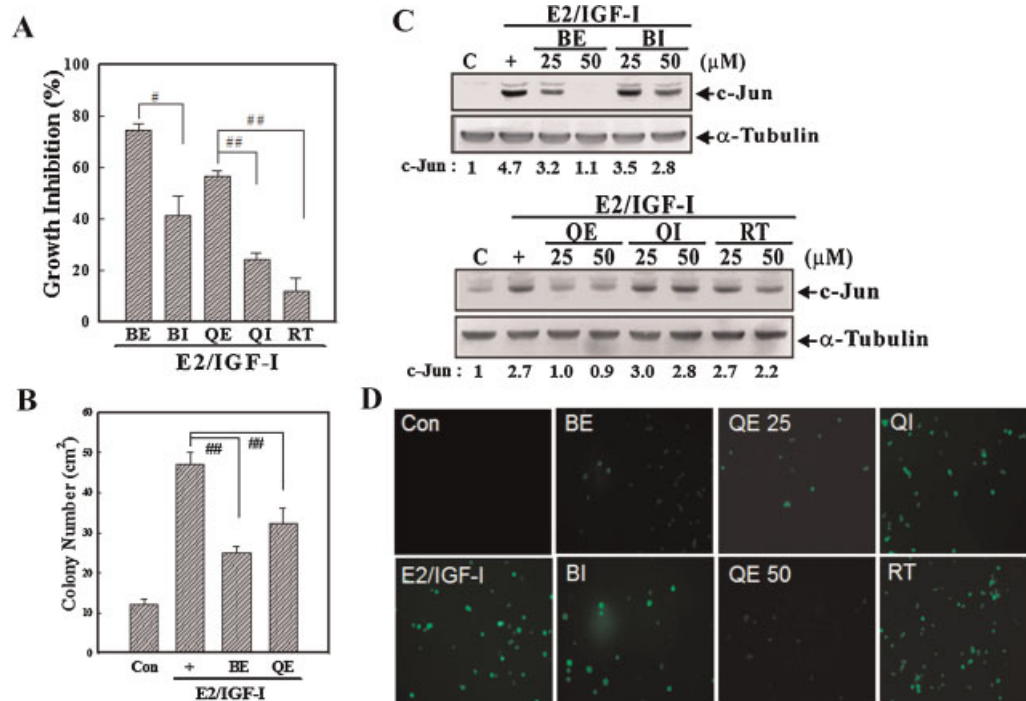 A
Growth Inhibition (%)
100
80
60
40
20
0
#
##
##
BE BI QE QI RT
E2/IGF-I
B
Colony Number (cm²)
60
50
40
30
20
10
0
##
##
Con + BE QE
E2/IGF-I
C
E2/IGF-I
BE BI
C + 25 50 25 50 (μM)
c-Jun
α-Tubulin
c-Jun : 1 4.7 3.2 1.1 3.5 2.8
E2/IGF-I
QE QI RT
C + 25 50 25 50 25 50 (μM)
c-Jun
α-Tubulin
c-Jun : 1 2.7 1.0 0.9 3.0 2.8 2.7 2.2
D
Con BE QE 25 QI
E2/IGF-I BI QE 50 RT